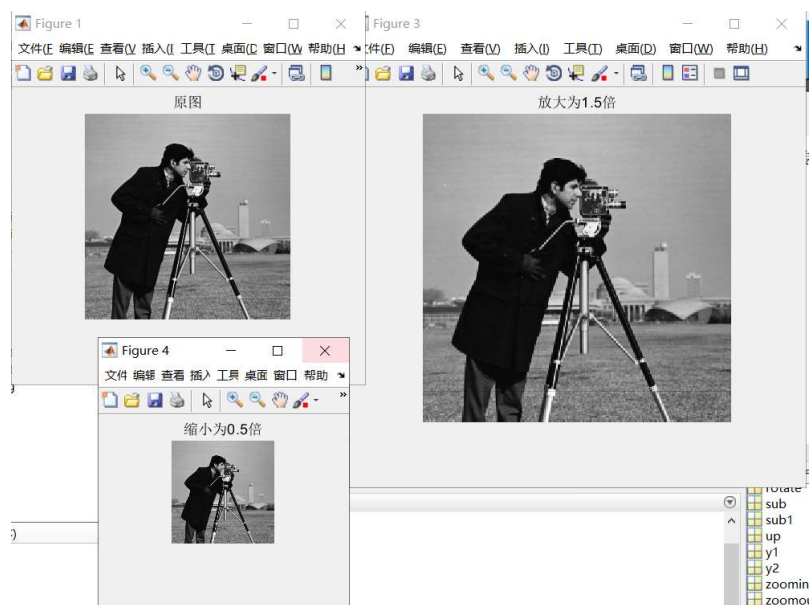 Figure 1
文件(F 编辑(E 查看(V 插入(I 工具(T 桌面(D 窗口(W 帮助(H
原图
Figure 3
文件(F) 编辑(E) 查看(V) 插入(I) 工具(T) 桌面(D) 窗口(W) 帮助(H)
放大为1.5倍
Figure 4
文件 编辑 查看 插入 工具 桌面 窗口 帮助
缩小为0.5倍
rotate
sub
sub1
up
y1
y2
zoomin